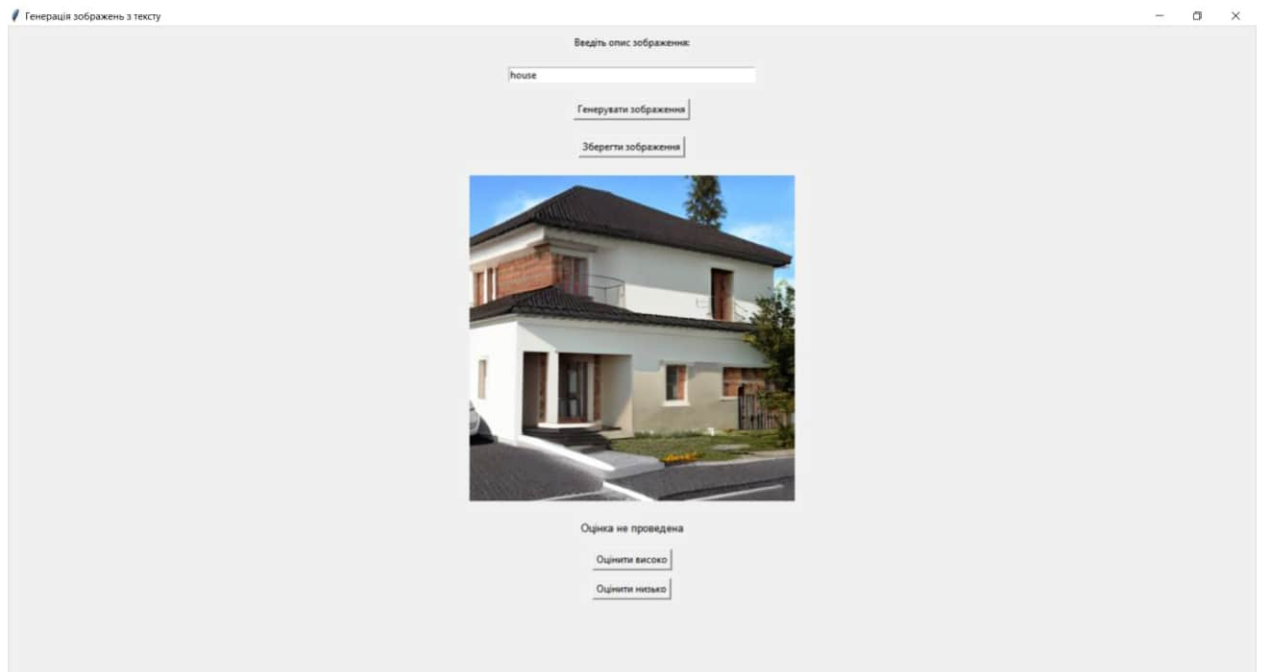 Генерація зображень з тексту
Введіть опис зображення:
house
Генерувати зображення
Зберегти зображення
Оцінка не проведена
Оцінити високо
Оцінити низько